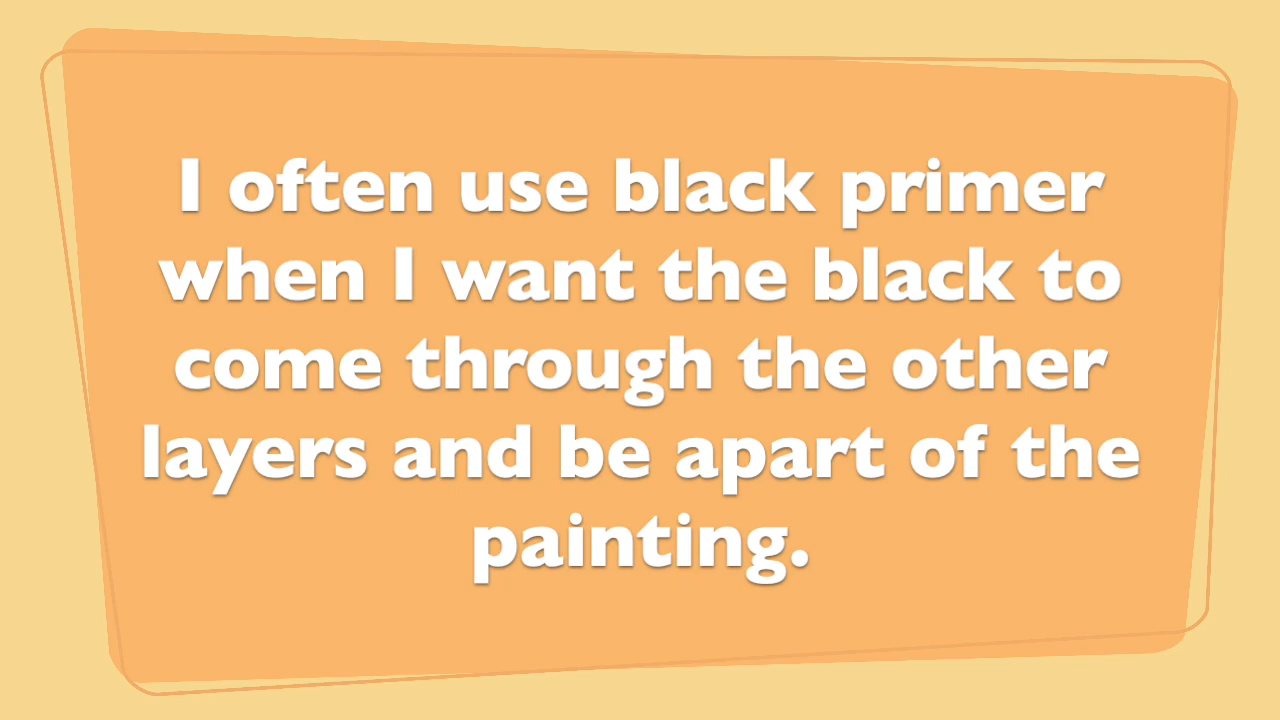 I often use black primer
when I want the black to
come through the other
layers and be apart of the
painting.